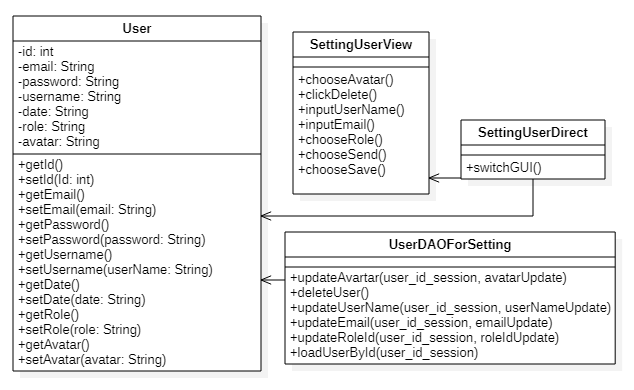 User
-id: int
-email: String
-password: String
-username: String
-date: String
-role: String
-avatar: String
+getId()
+setId(Id: int)
+getEmail()
+setEmail(email: String)
+getPassword()
+setPassword(password: String)
+getUsername()
+setUsername(userName: String)
+getDate()
+setDate(date: String)
+getRole()
+setRole(role: String)
+getAvatar()
+setAvatar(avatar: String)
SettingUserView
+chooseAvatar()
+clickDelete()
+inputUserName()
+inputEmail()
+chooseRole()
+chooseSend()
+chooseSave()
SettingUserDirect
+switchGUI()
UserDAOForSetting
+updateAvartar(user_id_session, avatarUpdate)
+deleteUser()
+updateUserName(user_id_session, userNameUpdate)
+updateEmail(user_id_session, emailUpdate)
+updateRoleId(user_id_session, roleIdUpdate)
+loadUserById(user_id_session)